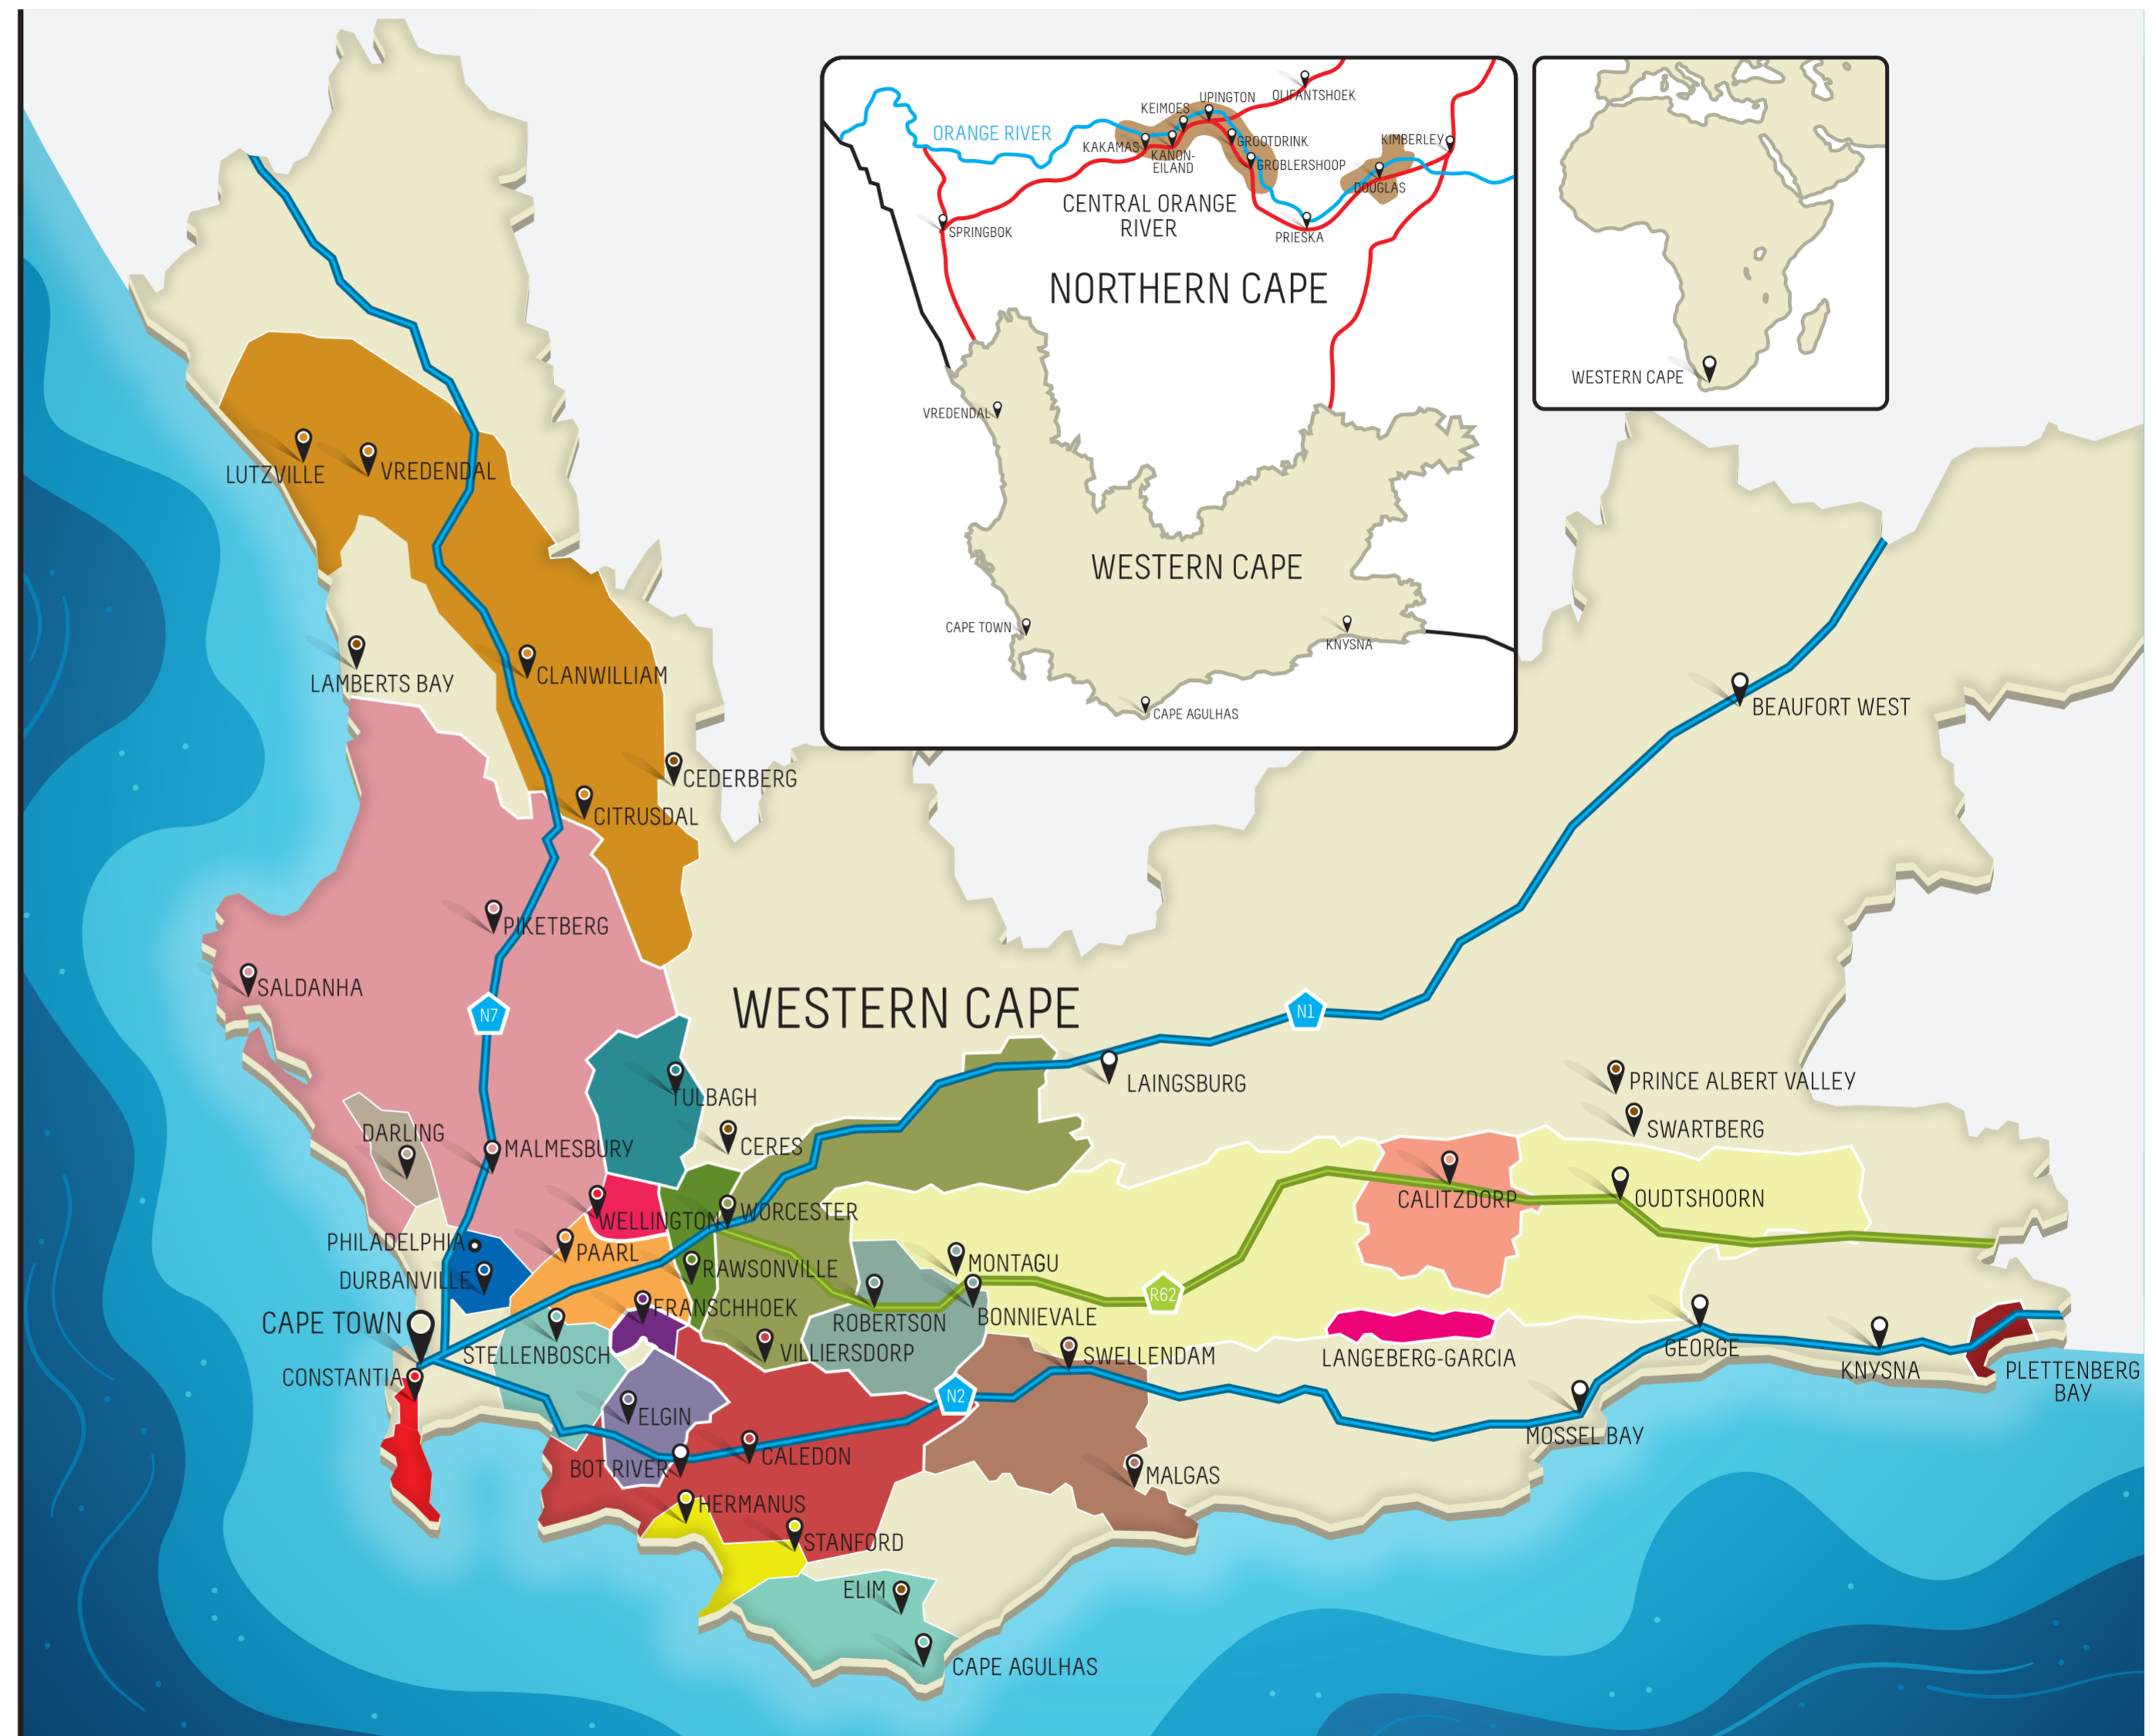 ORANGE RIVER
KEIMOES
UPINGTON
OLIFANTSHOEK
KAKAMAS
KANON-
EILAND
GROOTDRINK
GROBLERSHOOP
KIMBERLEY
DOUGLAS
CENTRAL ORANGE
RIVER
SPRINGBOK
PRIESKA
NORTHERN CAPE
VREDENDAL
WESTERN CAPE
CAPE TOWN
KNYSNA
CAPE AGULHAS
WESTERN CAPE
LUTZVILLE
VREDENDAL
LAMBERTS BAY
CLANWILLIAM
BEAUFORT WEST
CEDERBERG
CITRUSDAL
PIKETBERG
SALDANHA
N7
WESTERN CAPE
N1
LAINGSBURG
PRINCE ALBERT VALLEY
SWARTBERG
TULBAGH
CERES
DARLING
MALMESBURY
WELLINGTON
WORCESTER
CALITZDORP
OUDTSHOORN
PHILADELPHIA
PAARL
RAWSONVILLE
MONTAGU
DURBANVILLE
R62
FRANSCHHOEK
ROBERTSON
BONNIEVALE
CAPE TOWN
STELLENBOSCH
VILLIERSDORP
SWELLENDAM
LANGEBERG-GARCIA
GEORGE
KNYSNA
PLETTENBERG
BAY
CONSTANTIA
N2
ELGIN
MOSSEL BAY
BOT RIVER
CALEDON
MALGAS
HERMANUS
STANFORD
ELIM
CAPE AGULHAS